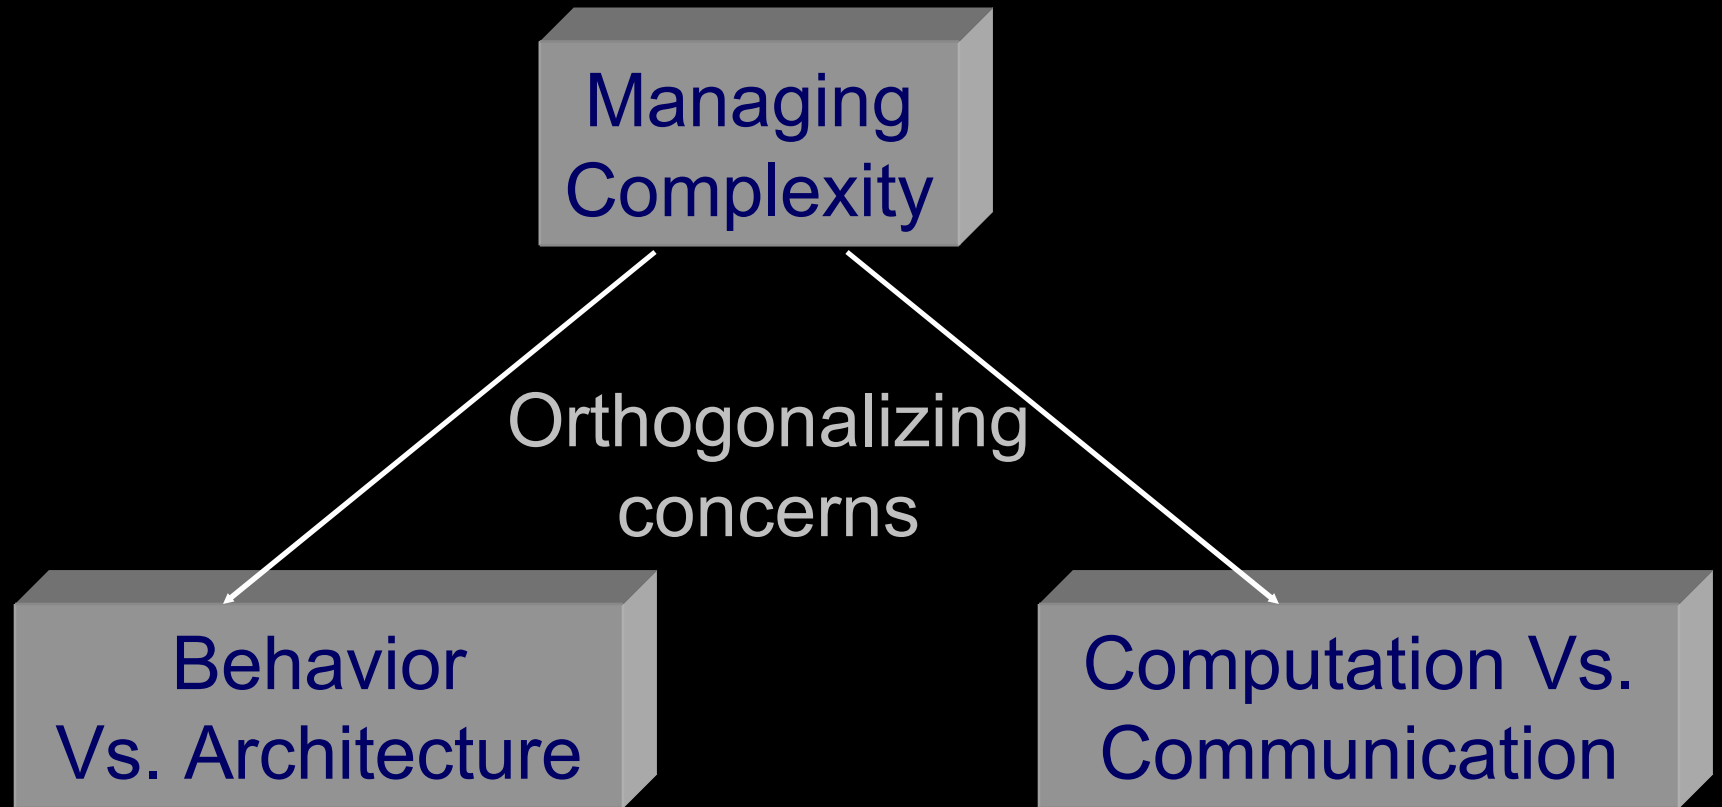 Managing
Complexity
Orthogonalizing
concerns
Behavior
Vs. Architecture
Computation Vs.
Communication